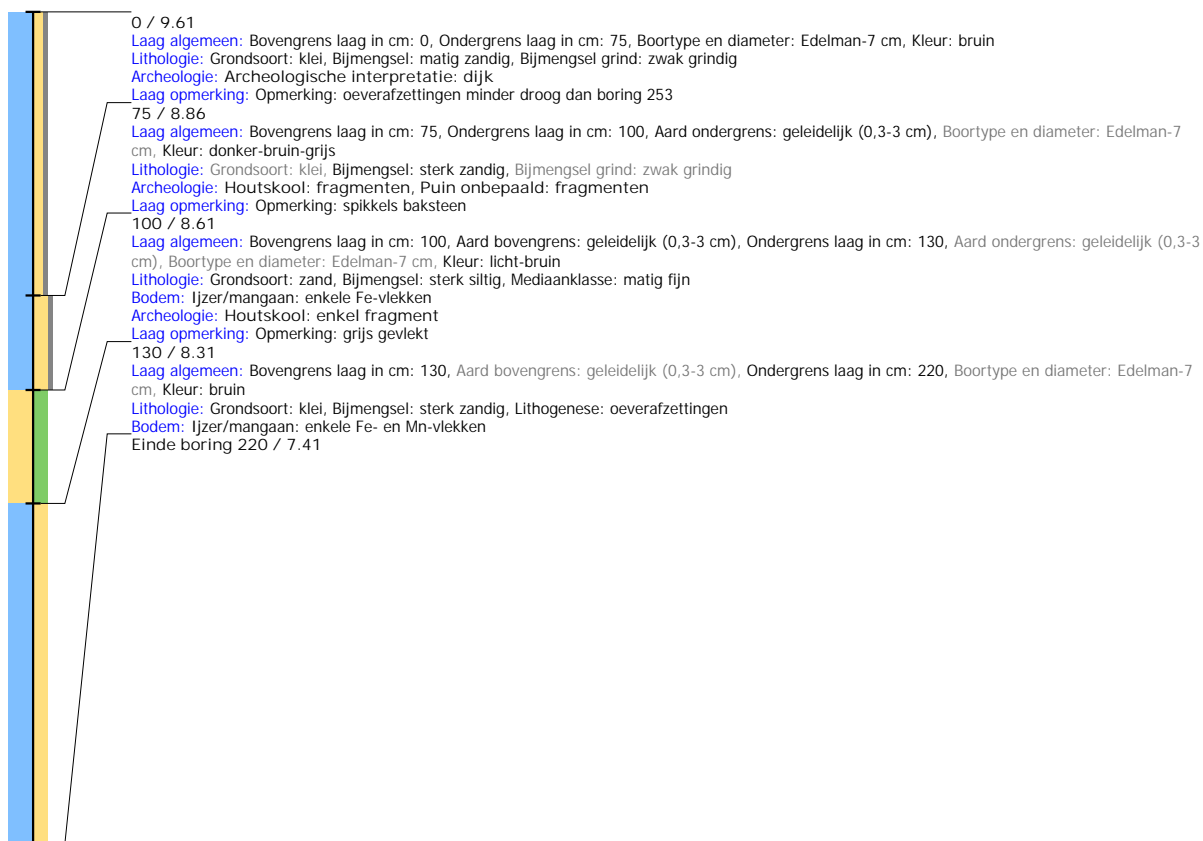 0 / 9.61
Laag algemeen: Bovengrens laag in cm: 0, Ondergrens laag in cm: 75, Boortype en diameter: Edelman-7 cm, Kleur: bruin
Lithologie: Grondsoort: klei, Bijmengsel: matig zandig, Bijmengsel grind: zwak grindig
Archeologie: Archeologische interpretatie: dijk
Laag opmerking: Opmerking: oeverafzettingen minder droog dan boring 253
75 / 8.86
Laag algemeen: Bovengrens laag in cm: 75, Ondergrens laag in cm: 100, Aard ondergrens: geleidelijk (0,3-3 cm), Boortype en diameter: Edelman-7
cm, Kleur: donker-bruin-grijs
Lithologie: Grondsoort: klei, Bijmengsel: sterk zandig, Bijmengsel grind: zwak grindig
Archeologie: Houtskool: fragmenten, Puin onbepaald: fragmenten
Laag opmerking: Opmerking: spikkels baksteen
100 / 8.61
Laag algemeen: Bovengrens laag in cm: 100, Aard bovengrens: geleidelijk (0,3-3 cm), Ondergrens laag in cm: 130, Aard ondergrens: geleidelijk (0,3-3
cm), Boortype en diameter: Edelman-7 cm, Kleur: licht-bruin
Lithologie: Grondsoort: zand, Bijmengsel: sterk siltig, Mediaanklasse: matig fijn
Bodem: Ijzer/mangaan: enkele Fe-vlekken
Archeologie: Houtskool: enkel fragment
Laag opmerking: Opmerking: grijs gevlekt
130 / 8.31
Laag algemeen: Bovengrens laag in cm: 130, Aard bovengrens: geleidelijk (0,3-3 cm), Ondergrens laag in cm: 220, Boortype en diameter: Edelman-7
cm, Kleur: bruin
Lithologie: Grondsoort: klei, Bijmengsel: sterk zandig, Lithogenese: oeverafzettingen
Bodem: Ijzer/mangaan: enkele Fe- en Mn-vlekken
Einde boring 220 / 7.41